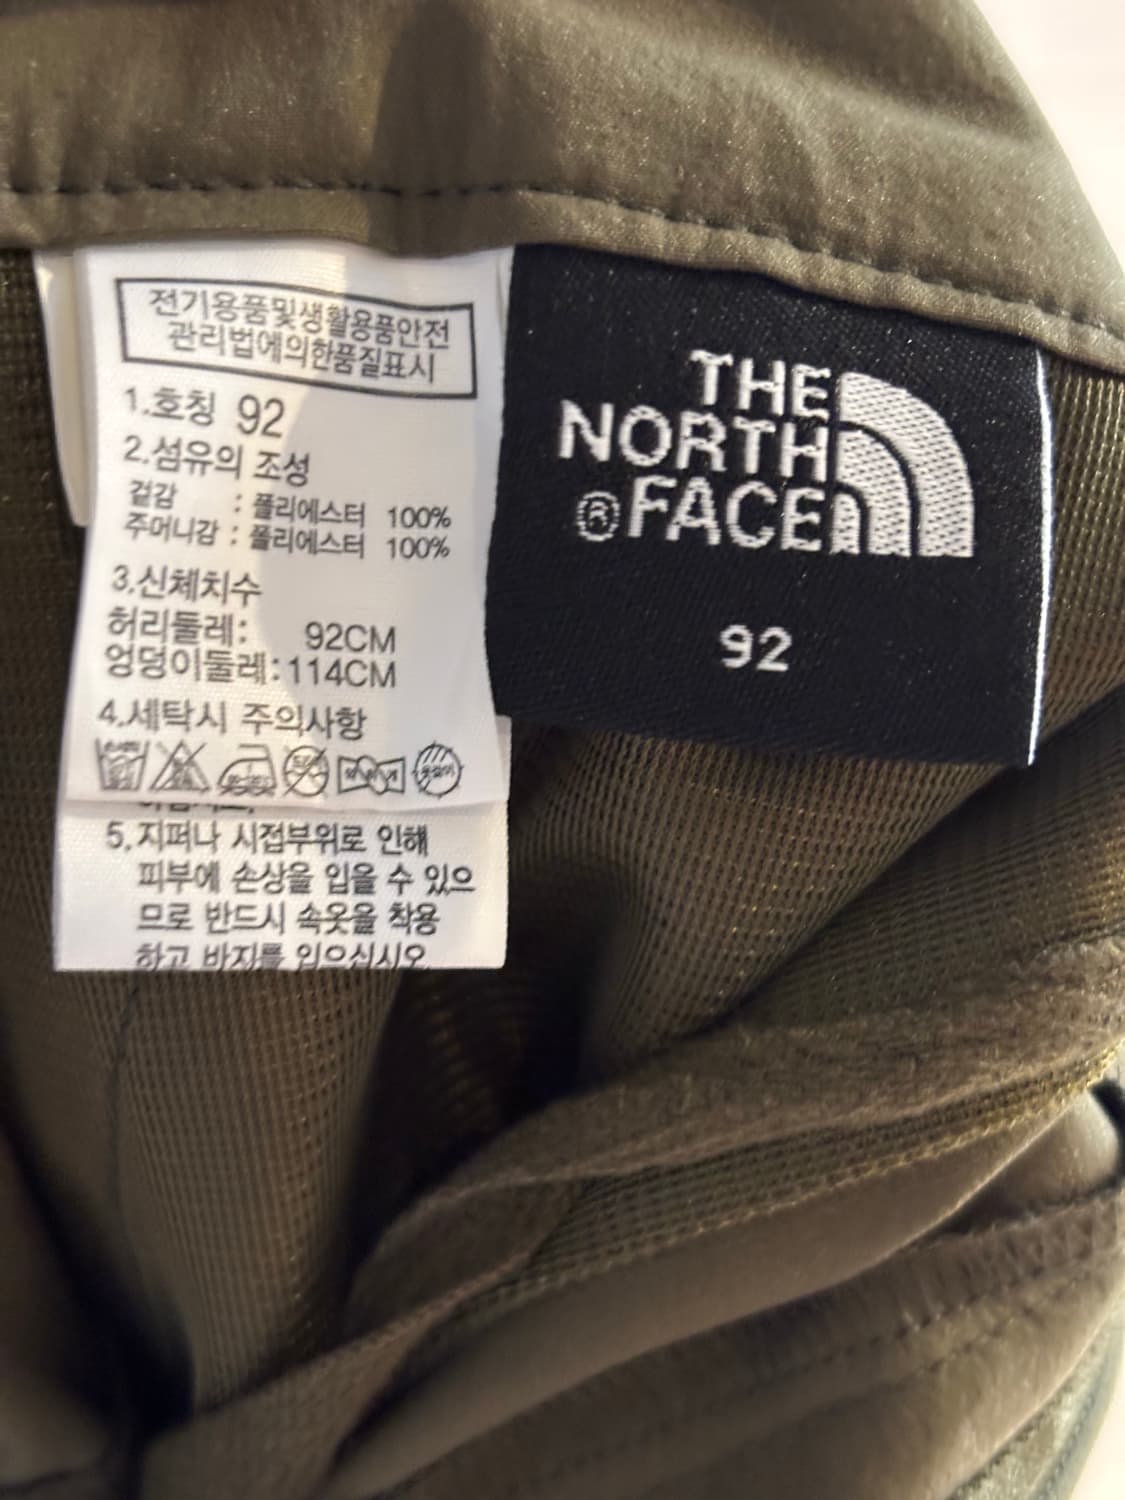 전기용품및생활용품안전
관리법에의한품질표시
1.호칭 92
2.섬유의 조성
겉감 : 폴리에스터 100%
주머니감 : 폴리에스터 100%
3.신체치수
허리둘레: 92CM
엉덩이둘레:114CM
4.세탁시 주의사항
5.지퍼나 시접부위로 인해
피부에 손상을 입을 수 있으
므로 반드시 속옷을 착용
하고 바지를 입으십시오
THE
NORTH
®FACE
92